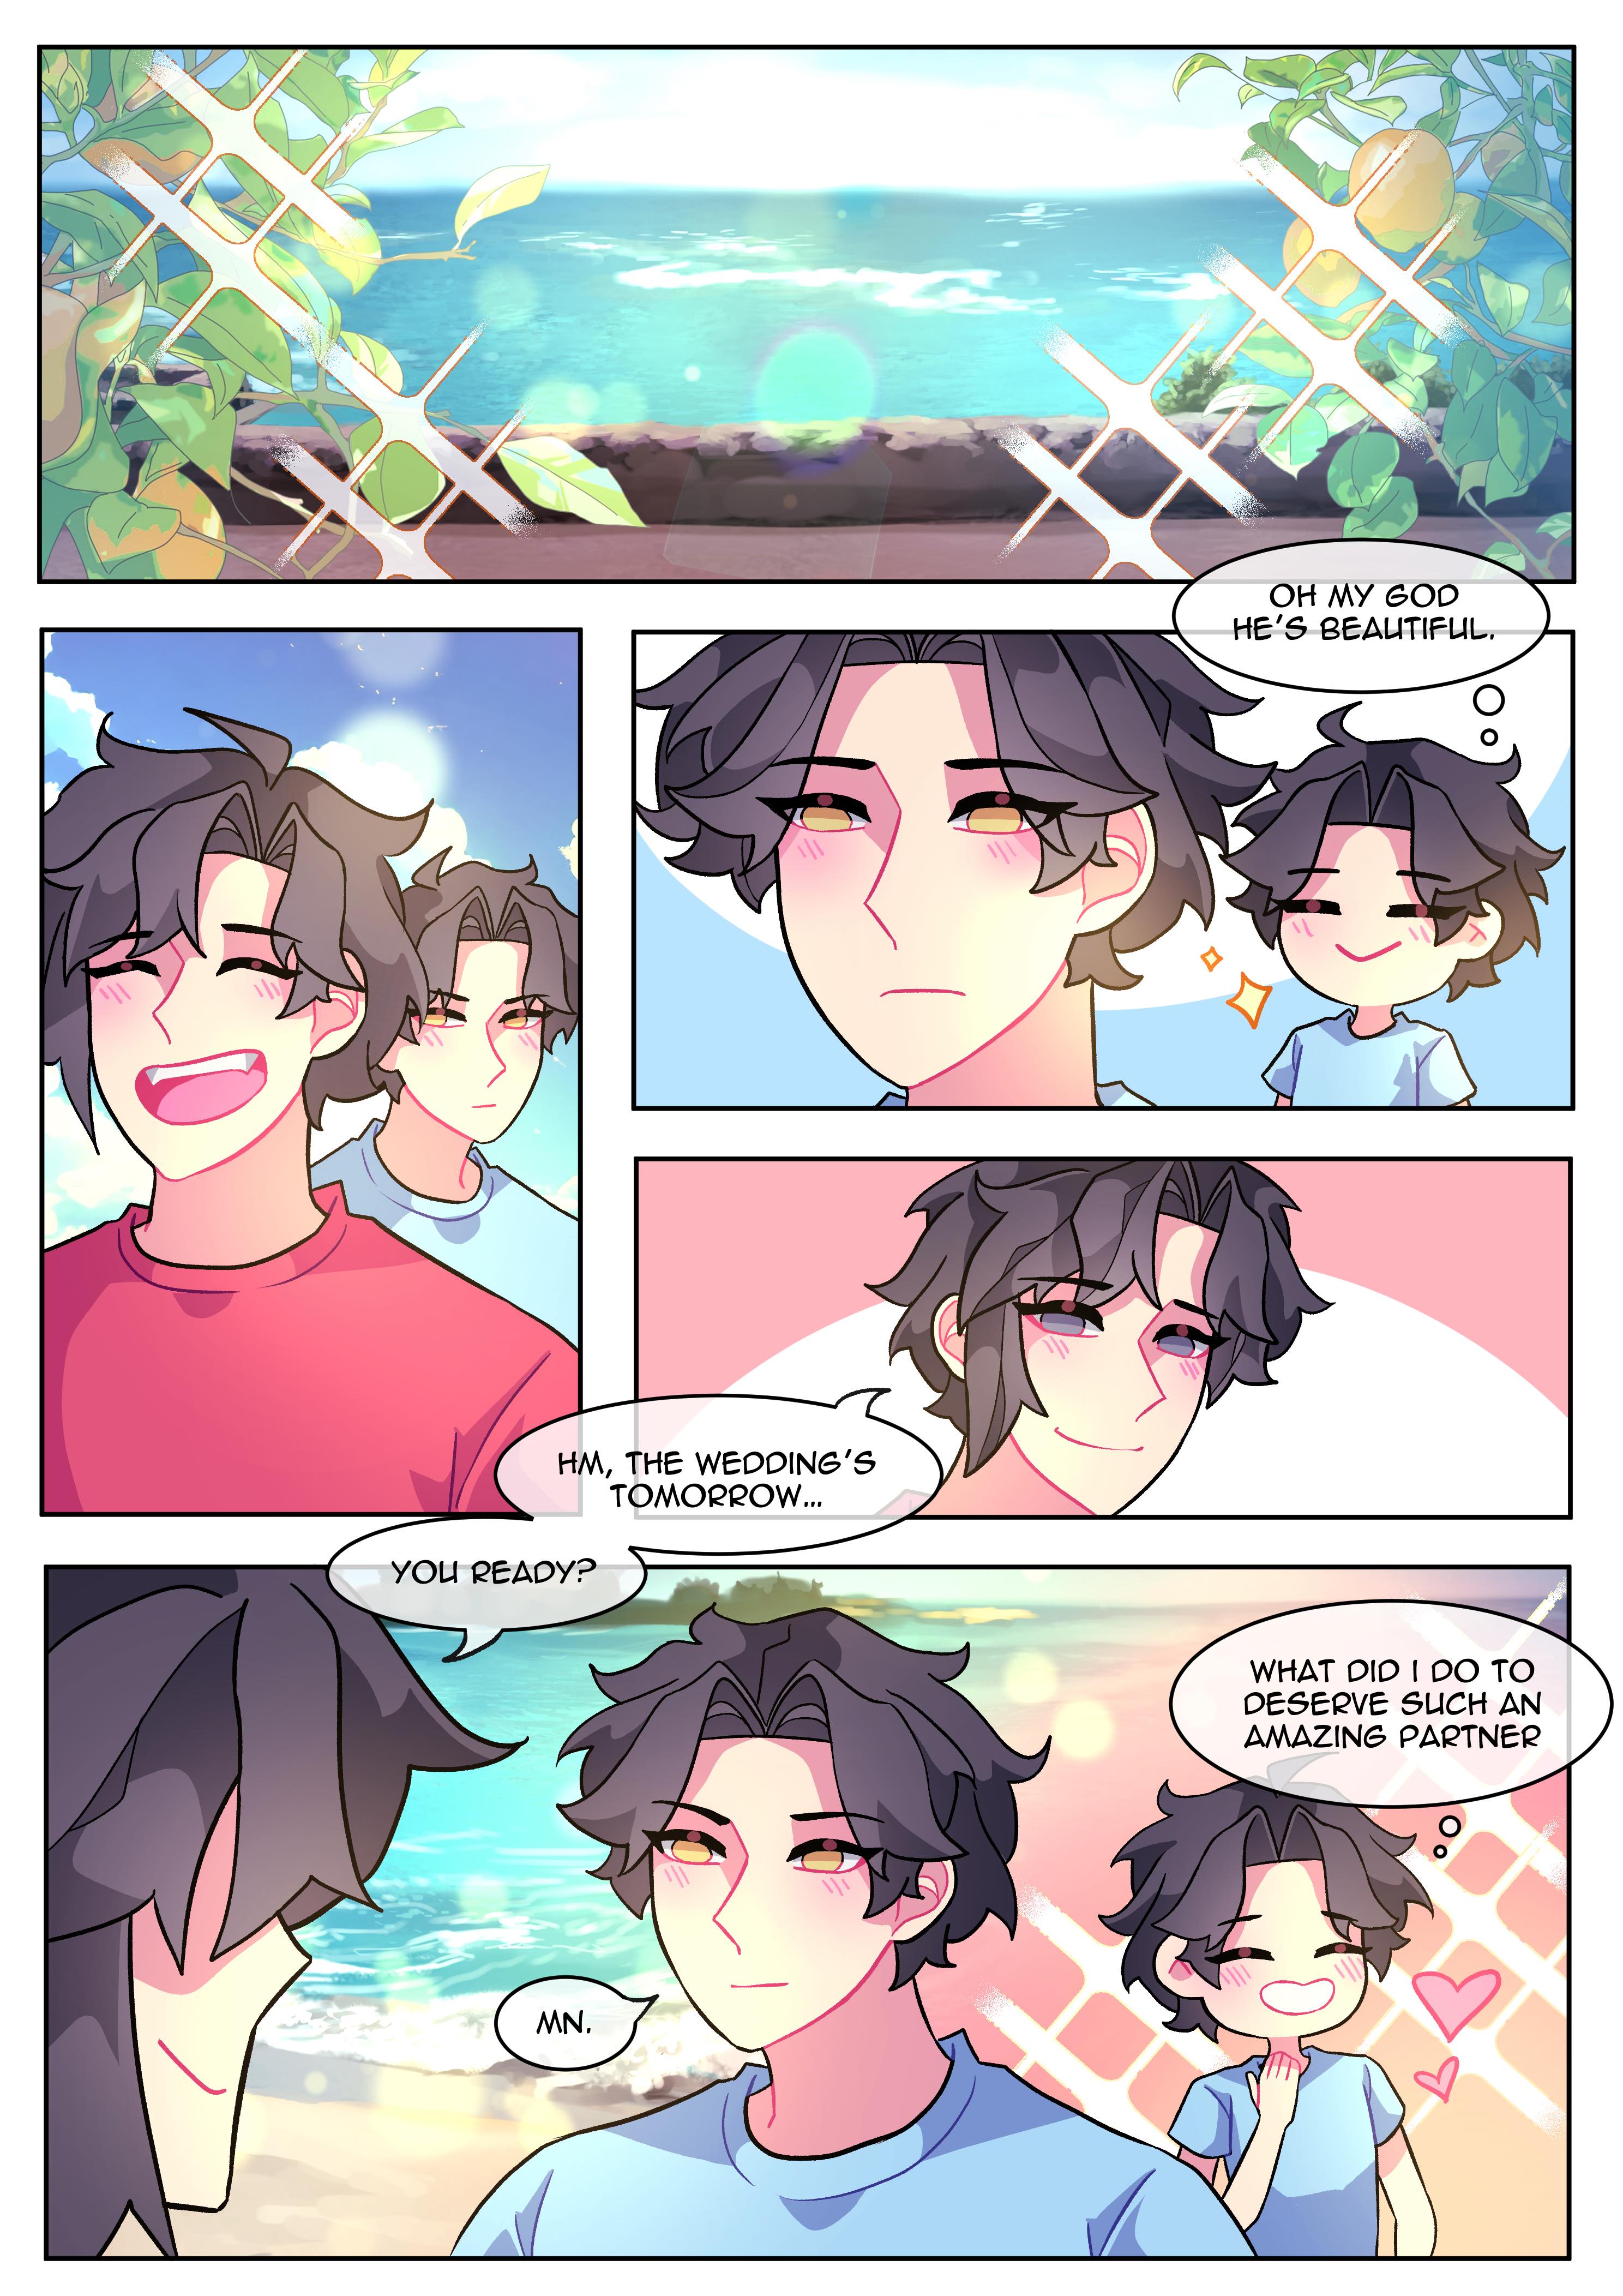 OH MY GOD
HE'S BEAUTIFUL.
HM, THE WEDDING'S
TOMORROW...
YOU READY?
WHAT DID I DO TO
DESERVE SUCH AN
AMAZING PARTNER
MN.